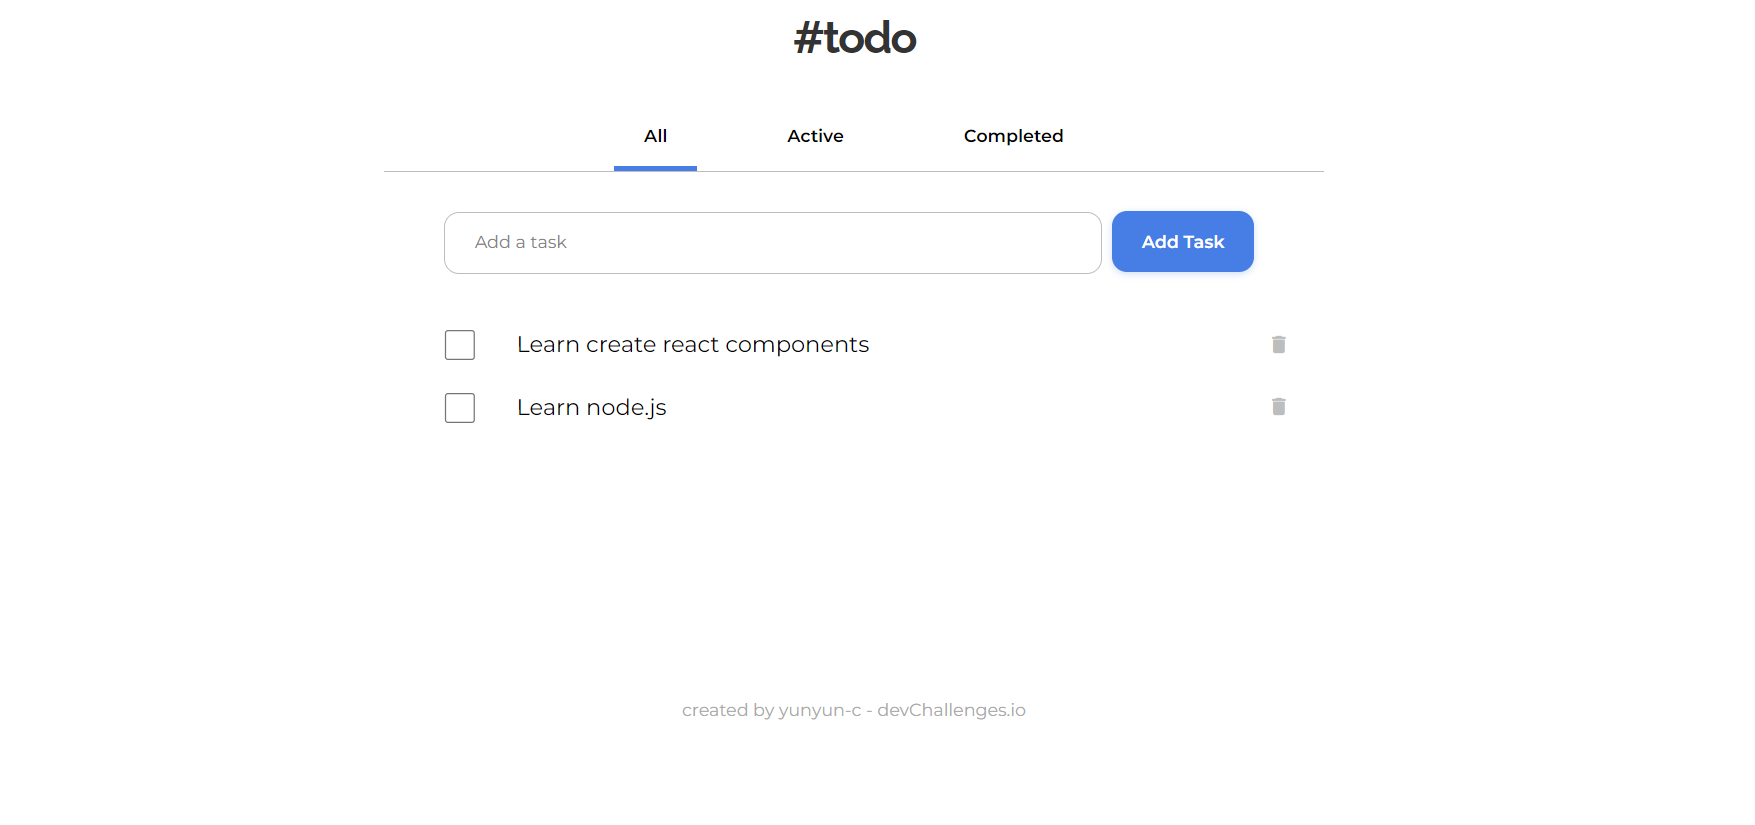 #todo
All Active Completed
Add a task Add Task
Learn create react components
Learn node.js
created by yunyun-c - devChallenges.io